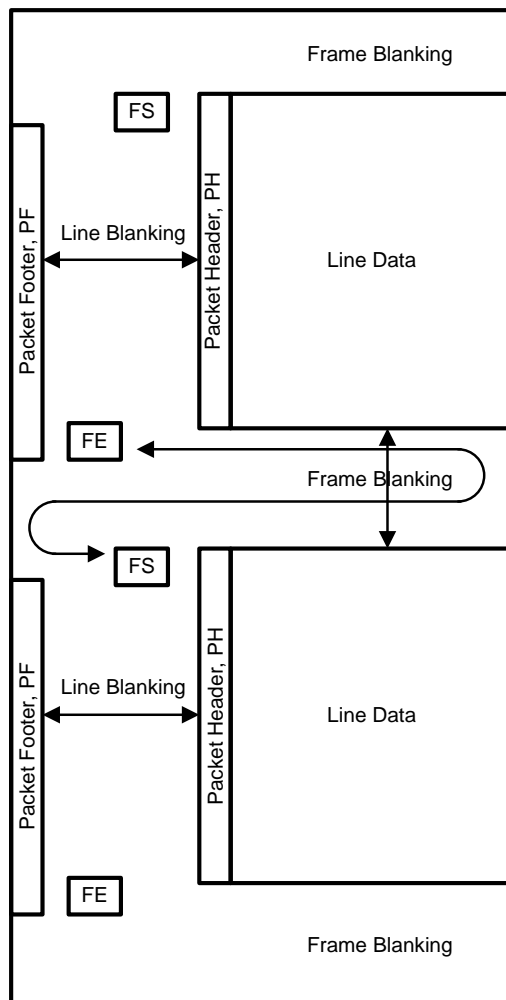 Frame Blanking
FS
Packet Footer, PF
Line Blanking
Packet Header, PH
Line Data
FE
Frame Blanking
FS
Packet Footer, PF
Line Blanking
Packet Header, PH
Line Data
FE
Frame Blanking